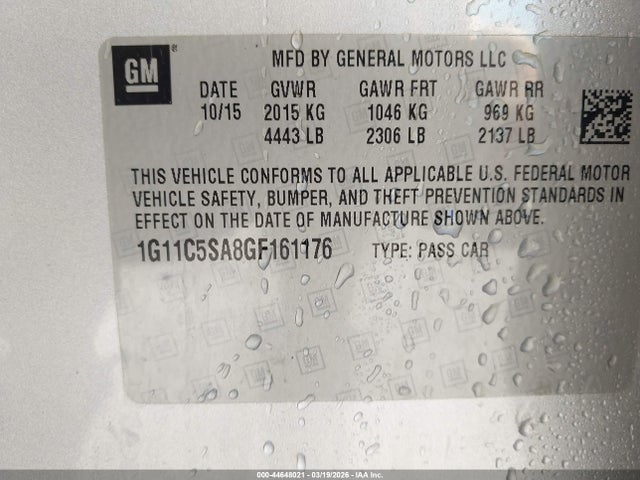 GM
MFD BY GENERAL MOTORS LLC
DATE GVWR GAWR FRT GAWR RR
10/15 2015 KG 1046 KG 969 KG
4443 LB 2306 LB 2137 LB
THIS VEHICLE CONFORMS TO ALL APPLICABLE U.S. FEDERAL MOTOR
VEHICLE SAFETY, BUMPER, AND THEFT PREVENTION STANDARDS IN
EFFECT ON THE DATE OF MANUFACTURE SHOWN ABOVE.
1G11C5SA8GF161176 TYPE: PASS CAR
000-44648021 - 03/19/2026 - IAA Inc.